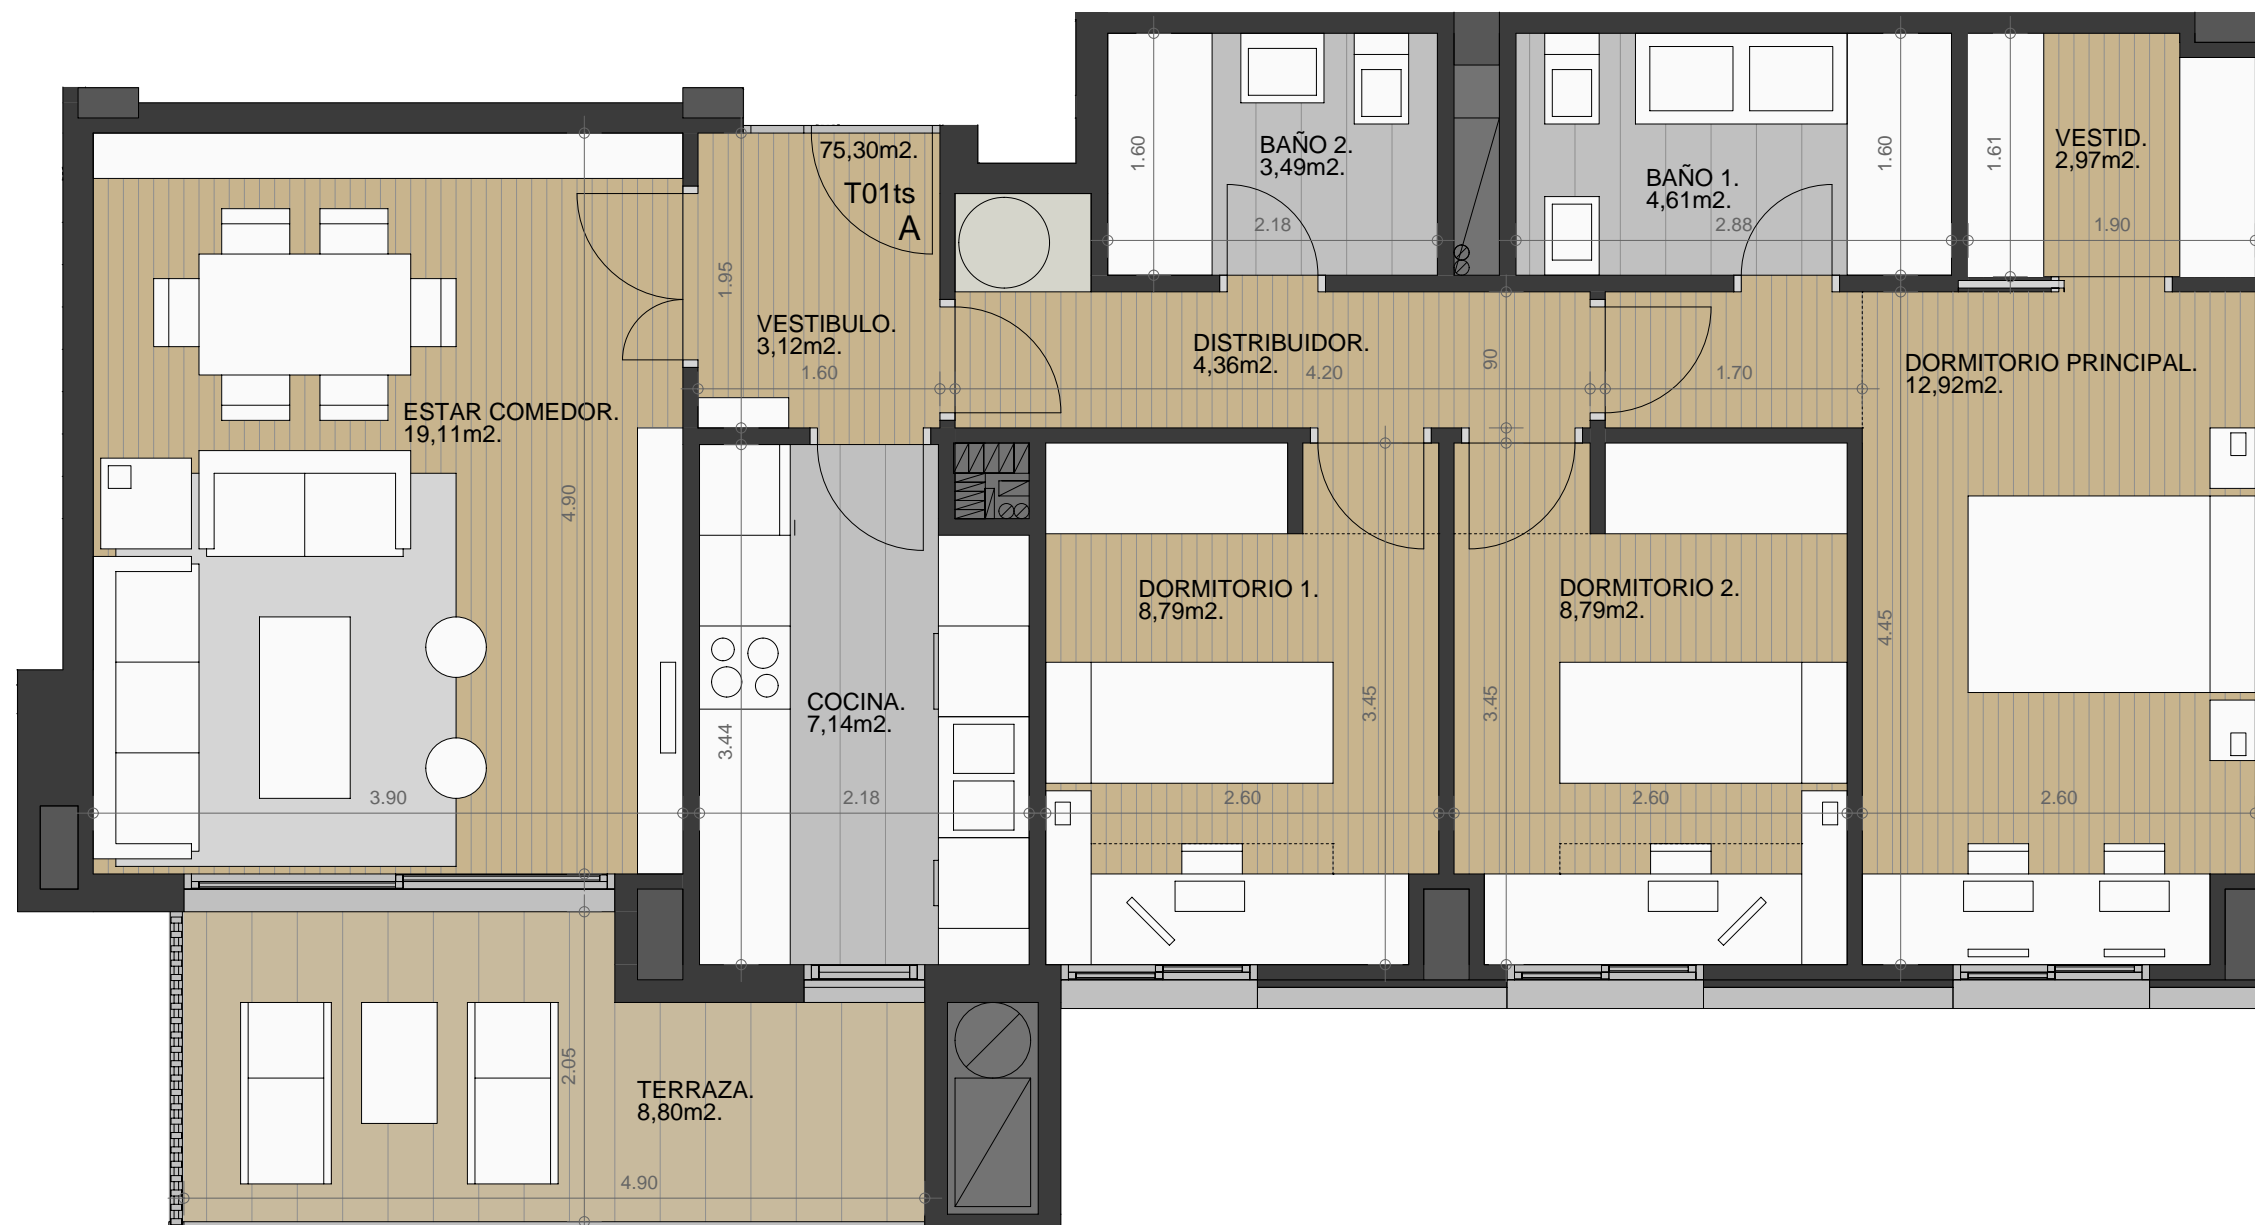 75,30m2.
T01ts
A
BAÑO 2.
3,49m2.
1.60
2.18
BAÑO 1.
4,61m2.
2.88
1.60
VESTID.
2,97m2.
1.61
1.90
1.95
VESTIBULO.
3,12m2.
1.60
DISTRIBUIDOR.
4,36m2.
4.20
90
1.70
DORMITORIO PRINCIPAL.
12,92m2.
ESTAR COMEDOR.
19,11m2.
4.90
3.90
COCINA.
7,14m2.
3.44
2.18
DORMITORIO 1.
8,79m2.
3.45
2.60
DORMITORIO 2.
8,79m2.
3.45
2.60
4.45
2.60
TERRAZA.
8,80m2.
2.05
4.90